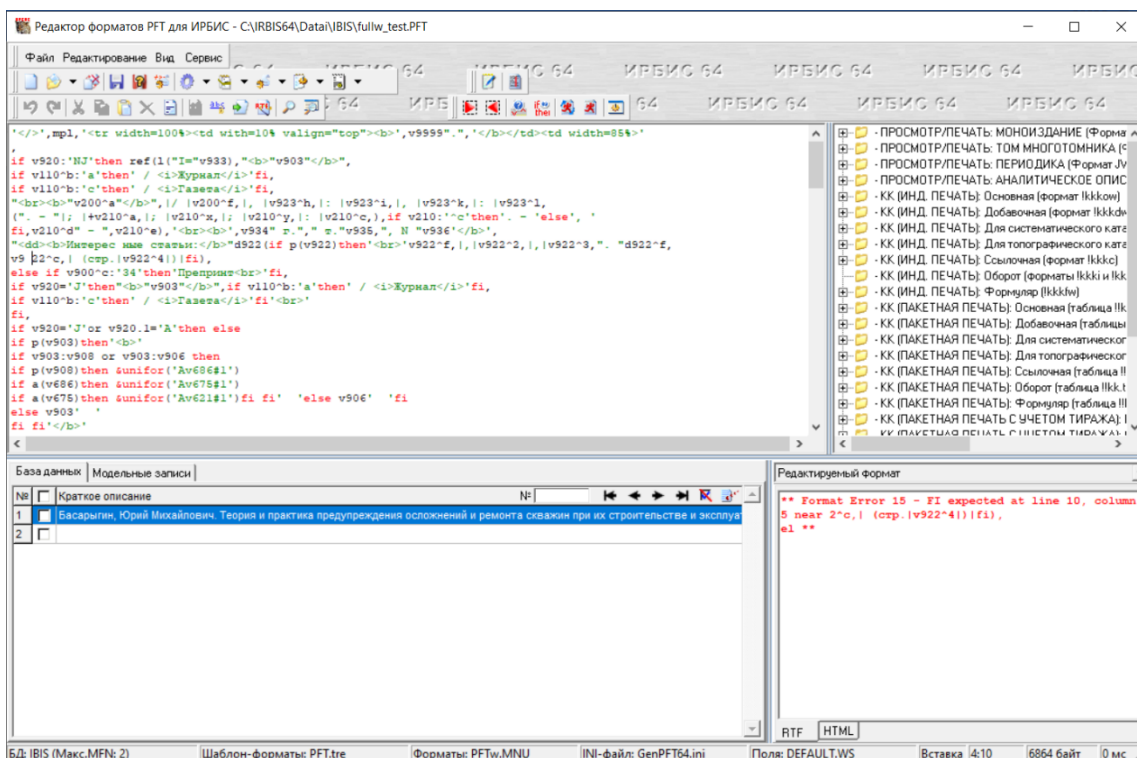 Редактор форматов PFT для ИРБИС - C:\IRBIS64\Datai\IBIS\fullw_test.PFT
Файл Редактирование Вид Сервис
ИРБИС 64
'</>',mpl,'<tr width=100%><td with=10% valign="top"><b>',v9999".",'</b></td><td width=85%>'
,
if v920:'NJ'then ref(l("I="v933),"<b>"v903"</b>",
if v110^b:'a'then' / <i>Журнал</i>'fi,
if v110^b:'c'then' / <i>Газета</i>'fi,
"<br><b>"v200^a"</b>",|/ |v200^f,|, |v923^h,|: |v923^i,|, |v923^k,|: |v923^l,
(". - "|; |+v210^a,|; |v210^x,|; |v210^y,|: |v210^c,),if v210:'^c'then'. - 'else', '
fi,v210^d" - ",v210^e),'<br><b>',v934" г."," т."v935,", N "v936'</b>',
"<dd><b>Интерес ные статьи:</b>"d922(if p(v922)then'<br>'v922^f,|,|v922^2,|,|v922^3,". "d922^f,
v9 22^c,| (стр.|v922^4|)|fi),
else if v900^c:'34'then'Препринт<br>'fi,
if v920='J'then"<b>"v903"</b>",if v110^b:'a'then' / <i>Журнал</i>'fi,
if v110^b:'c'then' / <i>Газета</i>'fi'<br>'
fi,
if v920='J'or v920.1='A'then else
if p(v903)then'<b>'
if v903:v908 or v903:v906 then
if p(v908)then &unifor('Av686#1')
if a(v686)then &unifor('Av675#1')
if a(v675)then &unifor('Av621#1')fi fi'  'else v906'  'fi
else v903'  '
fi fi'</b>'
- ПРОСМОТР/ПЕЧАТЬ: МОНОИЗДАНИЕ (Форма
- ПРОСМОТР/ПЕЧАТЬ: ТОМ МНОГОТОМНИКА
- ПРОСМОТР/ПЕЧАТЬ: ПЕРИОДИКА (Формат JV
- ПРОСМОТР/ПЕЧАТЬ: АНАЛИТИЧЕСКОЕ ОПИС
- КК (ИНД. ПЕЧАТЬ): Основная (формат !kkkow)
- КК (ИНД. ПЕЧАТЬ): Добавочная (формат !kkkdw
- КК (ИНД. ПЕЧАТЬ): Для систематического ката
- КК (ИНД. ПЕЧАТЬ): Для топографического ката
- КК (ИНД. ПЕЧАТЬ): Ссылочная (формат !kkkc)
- КК (ИНД. ПЕЧАТЬ): Оборот (форматы !kkki и !kk
- КК (ИНД. ПЕЧАТЬ): Формуляр (!kkkfw)
- КК (ПАКЕТНАЯ ПЕЧАТЬ): Основная (таблица !!k
- КК (ПАКЕТНАЯ ПЕЧАТЬ): Добавочная (таблицы
- КК (ПАКЕТНАЯ ПЕЧАТЬ): Для систематическог
- КК (ПАКЕТНАЯ ПЕЧАТЬ): Для топографическог
- КК (ПАКЕТНАЯ ПЕЧАТЬ): Ссылочная (таблица !!
- КК (ПАКЕТНАЯ ПЕЧАТЬ): Оборот (таблица !!kk.t
- КК (ПАКЕТНАЯ ПЕЧАТЬ): Формуляр (таблица !!l
- КК (ПАКЕТНАЯ ПЕЧАТЬ С УЧЕТОМ ТИРАЖА):
База данных Модельные записи
№ Краткое описание №:
1 Басарыгин, Юрий Михайлович. Теория и практика предупреждения осложнений и ремонта скважин при их строительстве и эксплуат
2
Редактируемый формат
** Format Error 15 - FI expected at line 10, column
5 near 2^c,| (стр.|v922^4|)|fi),
el **
RTF HTML
БД: IBIS (Макс.MFN: 2) Шаблон-форматы: PFT.tre Форматы: PFTw.MNU INI-файл: GenPFT64.ini Поля: DEFAULT.WS Вставка 4:10 6864 байт 0 мс